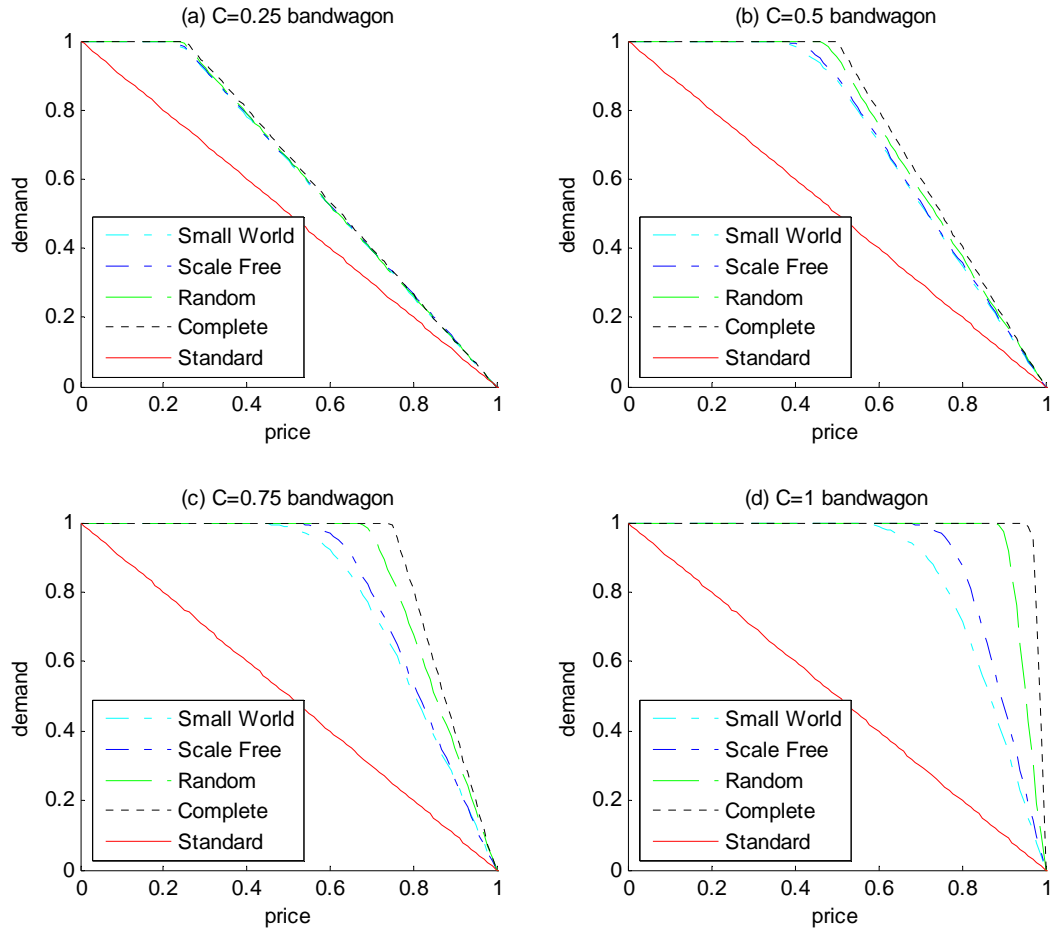 (a) C=0.25 bandwagon
1
0.8
0.6
0.4
0.2
0
demand
Small World
Scale Free
Random
Complete
Standard
0 0.2 0.4 0.6 0.8 1
price
(b) C=0.5 bandwagon
1
0.8
0.6
0.4
0.2
0
demand
Small World
Scale Free
Random
Complete
Standard
0 0.2 0.4 0.6 0.8 1
price
(c) C=0.75 bandwagon
1
0.8
0.6
0.4
0.2
0
demand
Small World
Scale Free
Random
Complete
Standard
0 0.2 0.4 0.6 0.8 1
price
(d) C=1 bandwagon
1
0.8
0.6
0.4
0.2
0
demand
Small World
Scale Free
Random
Complete
Standard
0 0.2 0.4 0.6 0.8 1
price